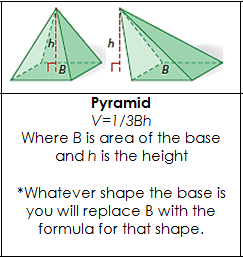 h
B
h
B
Pyramid
V=1/3Bh
Where B is area of the base
and h is the height
*Whatever shape the base is
you will replace B with the
formula for that shape.